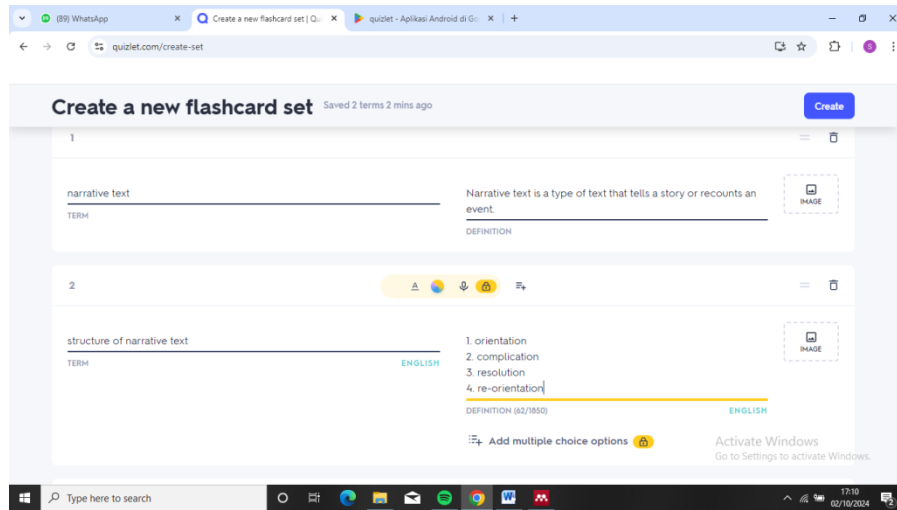 (89) WhatsApp
Create a new flashcard set | Qui
quizlet - Aplikasi Android di Go
quizlet.com/create-set
S
Create a new flashcard set
Saved 2 terms 2 mins ago
Create
1
narrative text
TERM
Narrative text is a type of text that tells a story or recounts an
event.
DEFINITION
IMAGE
2
structure of narrative text
TERM
ENGLISH
1. orientation
2. complication
3. resolution
4. re-orientation
DEFINITION (62/1850)
ENGLISH
IMAGE
Add multiple choice options
Activate Windows
Go to Settings to activate Windows.
Type here to search
17:10
02/10/2024